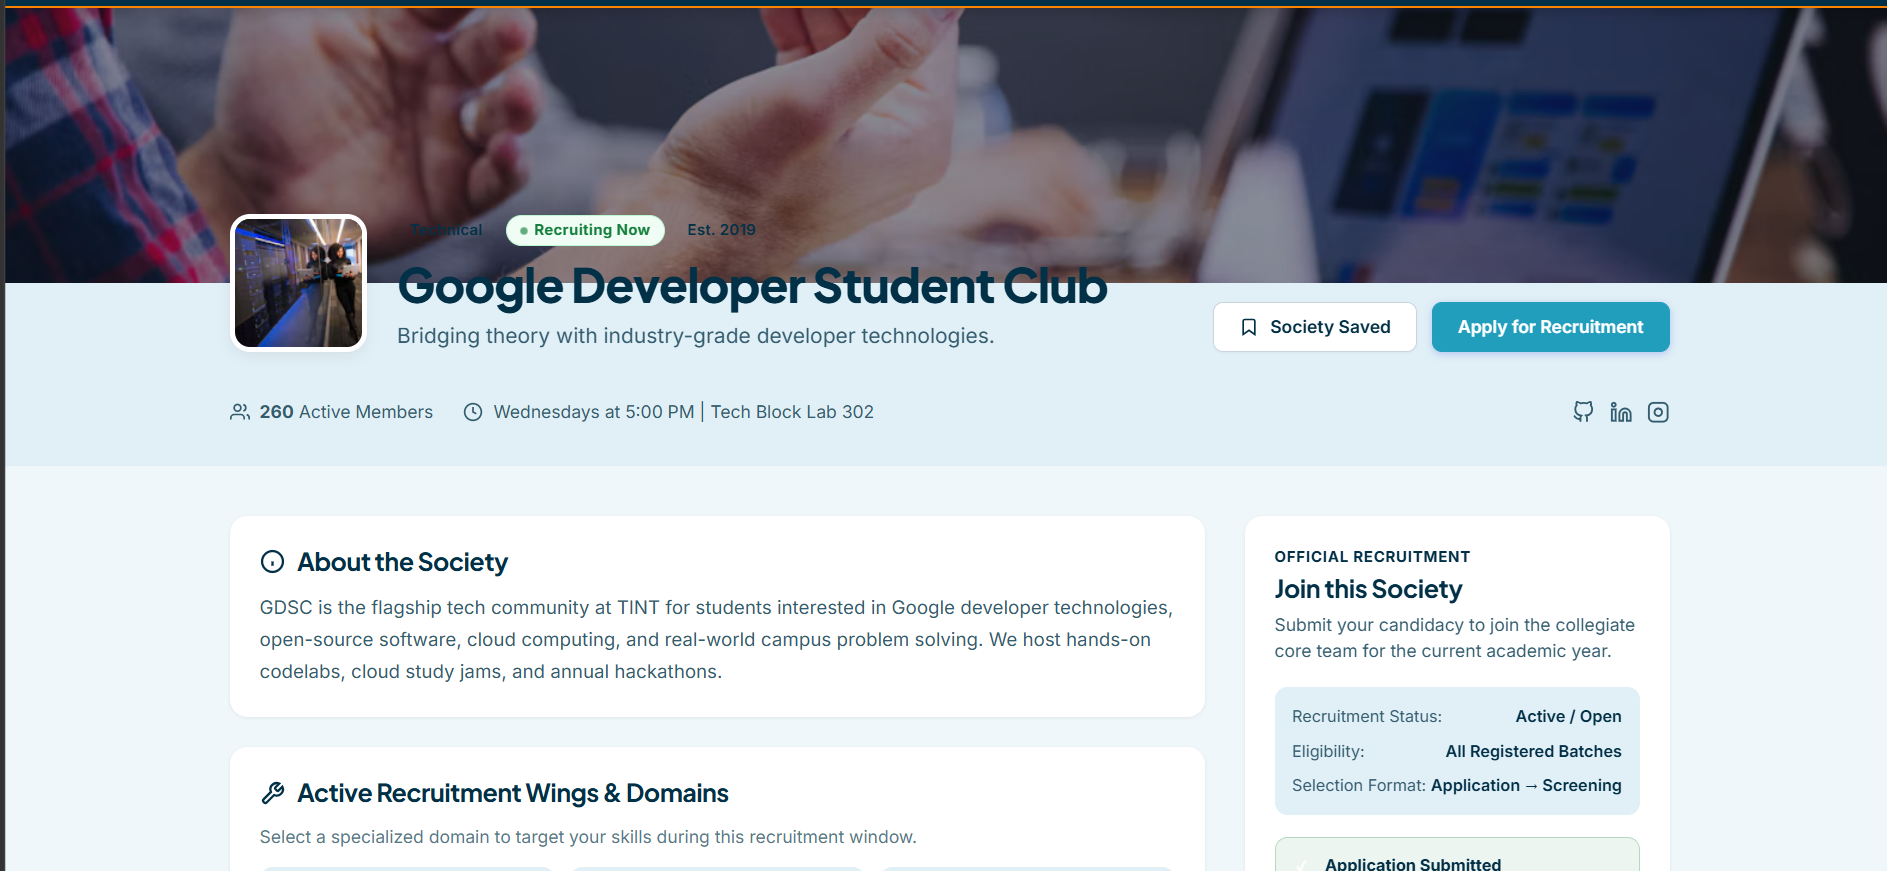 Technical
Recruiting Now
Est. 2019
Google Developer Student Club
Bridging theory with industry-grade developer technologies.
Society Saved
Apply for Recruitment
260 Active Members
Wednesdays at 5:00 PM | Tech Block Lab 302
About the Society
GDSC is the flagship tech community at TINT for students interested in Google developer technologies,
open-source software, cloud computing, and real-world campus problem solving. We host hands-on
codelabs, cloud study jams, and annual hackathons.
Active Recruitment Wings & Domains
Select a specialized domain to target your skills during this recruitment window.
OFFICIAL RECRUITMENT
Join this Society
Submit your candidacy to join the collegiate
core team for the current academic year.
Recruitment Status: Active / Open
Eligibility: All Registered Batches
Selection Format: Application → Screening
Application Submitted